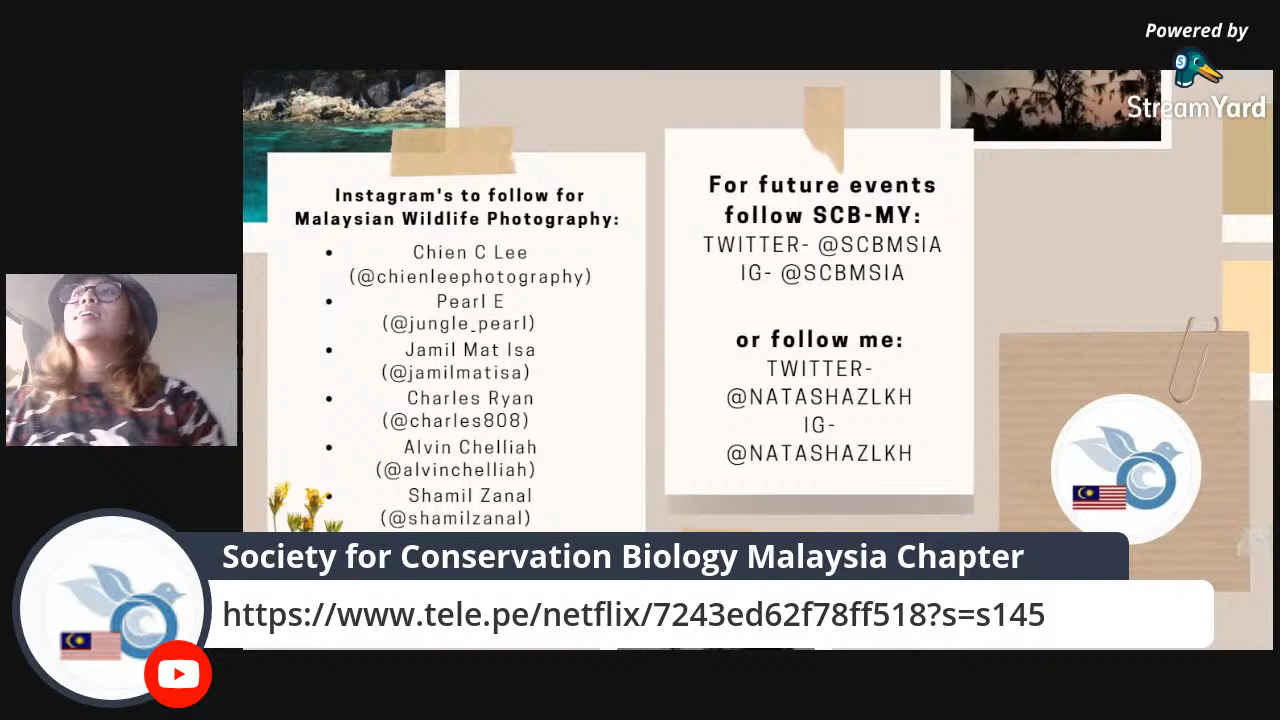 Powered by
StreamYard
Instagram's to follow for
Malaysian Wildlife Photography:
• Chien C Lee
(@chienleephotography)
• Pearl E
(@jungle_pearl)
• Jamil Mat Isa
(@jamilmatisa)
• Charles Ryan
(@charles808)
• Alvin Chelliah
(@alvinchelliah)
• Shamil Zanal
(@shamilzanal)
For future events
follow SCB-MY:
TWITTER- @SCBMSIA
IG- @SCBMSIA
or follow me:
TWITTER-
@NATASHAZLKH
IG-
@NATASHAZLKH
Society for Conservation Biology Malaysia Chapter
https://www.tele.pe/netflix/7243ed62f78ff518?s=s145